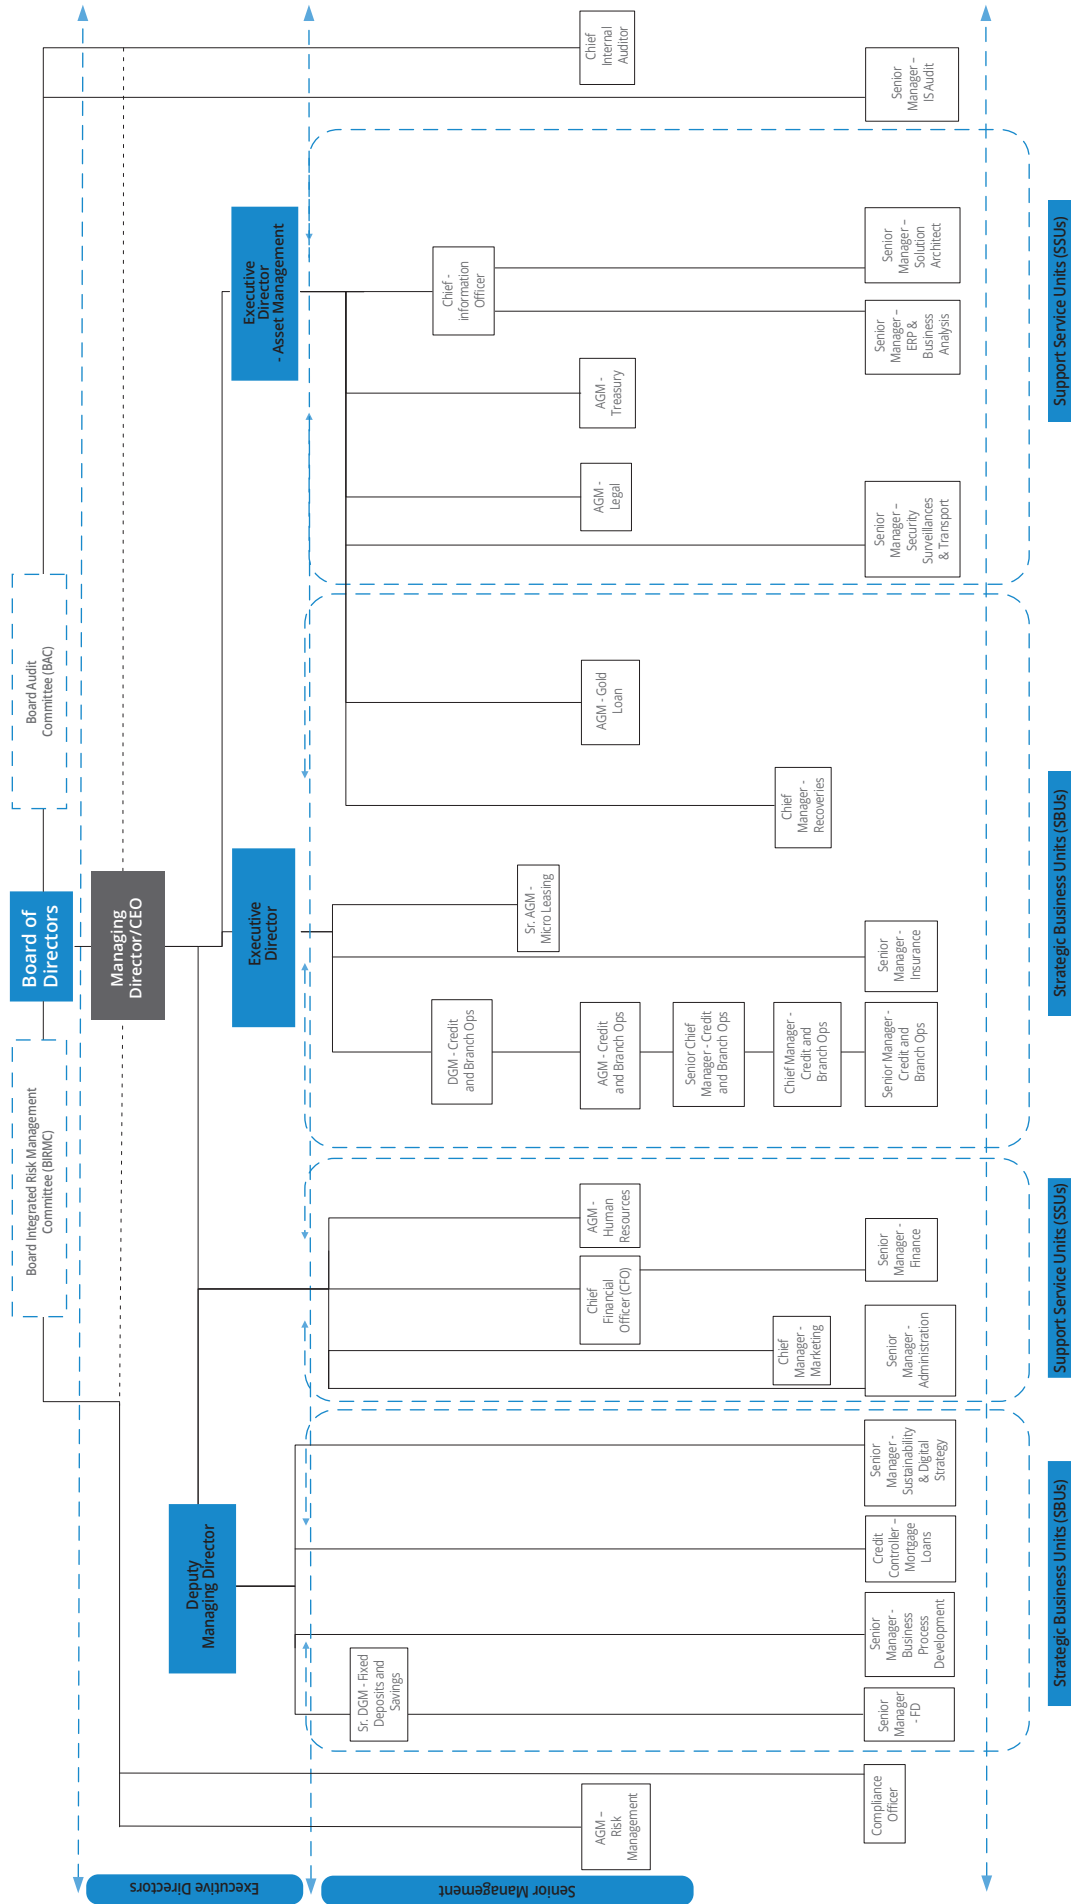 Board Integrated Risk Management
Committee (BIRMC)
Board of
Directors
Board Audit
Committee (BAC)
Managing
Director/CEO
Executive Directors
Deputy
Managing Director
Executive
Director
Executive
Director
- Asset Management
Senior Management
Sr. DGM - Fixed
Deposits and
Savings
DGM - Credit
and Branch Ops
Chief -
information
Officer
Sr. AGM -
Micro Leasing
AGM –
Risk
Management
Chief
Financial
Officer (CFO)
AGM -
Human
Resources
AGM - Credit
and Branch Ops
AGM - Gold
Loan
AGM -
Legal
AGM -
Treasury
Chief
Internal
Auditor
Senior Chief
Manager - Credit
and Branch Ops
Chief
Manager -
Marketing
Chief Manager -
Credit and
Branch Ops
Chief
Manager -
Recoveries
Compliance
Officer
Senior
Manager
- FD
Senior
Manager -
Business
Process
Development
Credit
Controller –
Mortgage
Loans
Senior
Manager -
Sustainability
& Digital
Strategy
Senior
Manager -
Administration
Senior
Manager -
Finance
Senior Manager -
Credit and
Branch Ops
Senior
Manager -
Insurance
Senior
Manager –
Security
Surveillances
& Transport
Senior
Manager –
ERP &
Business
Analysis
Senior
Manager –
Solution
Architect
Senior
Manager –
IS Audit
Strategic Business Units (SBUs)
Support Service Units (SSUs)
Strategic Business Units (SBUs)
Support Service Units (SSUs)